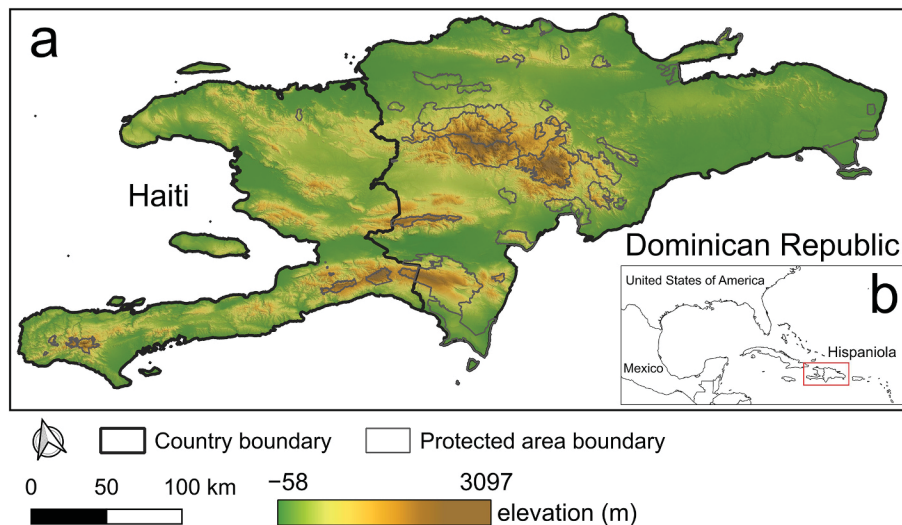 a
Haiti
Dominican Republic
United States of America
b
Hispaniola
Mexico
Country boundary
Protected area boundary
0 50 100 km
−58 3097
elevation (m)